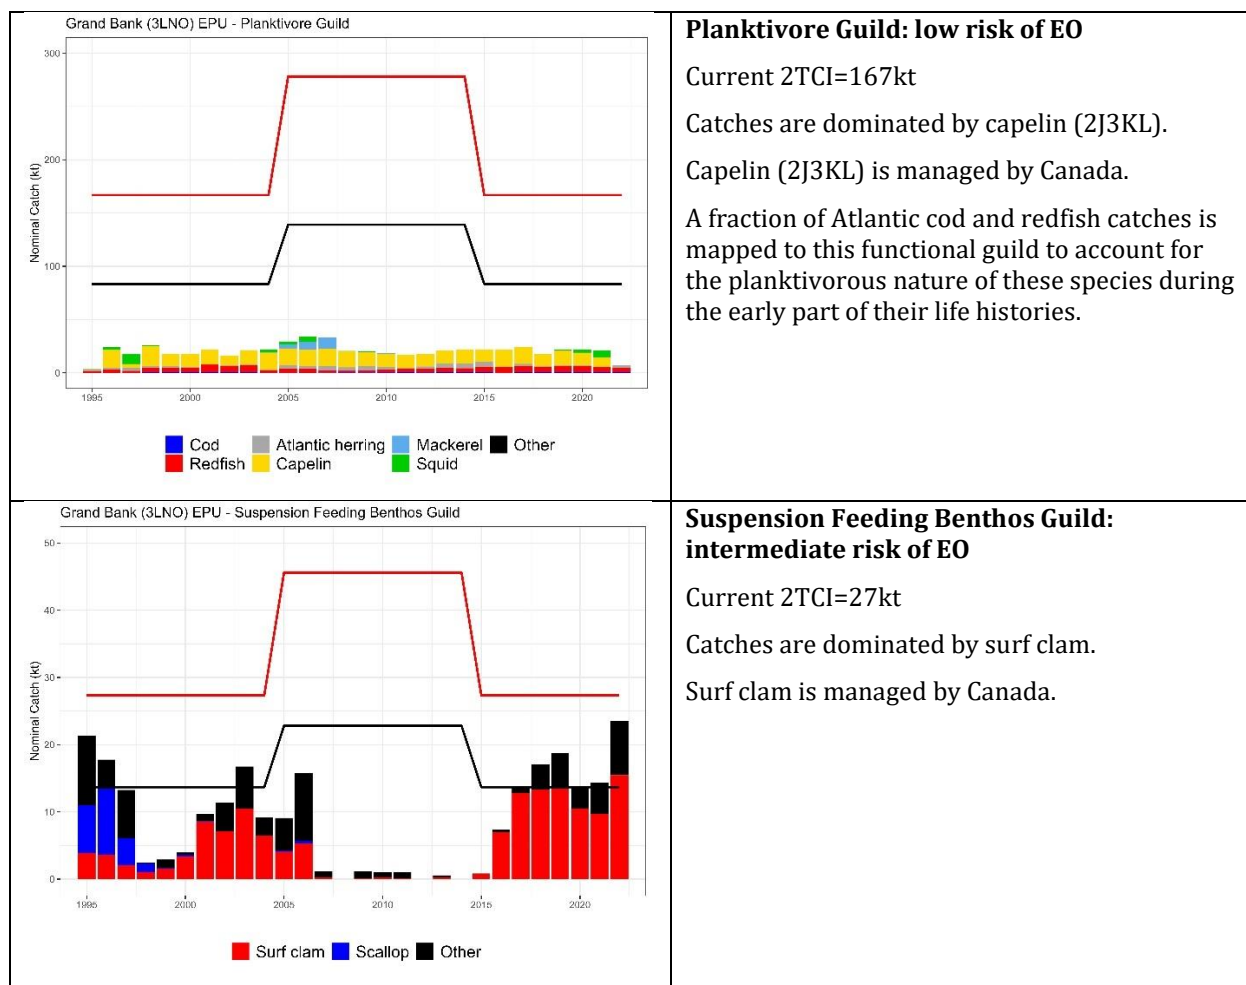 Grand Bank (3LNO) EPU - Planktivore Guild
300
200
100
0
Nominal Catch (kt)
1995 2000 2005 2010 2015 2020
Cod Atlantic herring Mackerel Other
Redfish Capelin Squid
Planktivore Guild: low risk of EO
Current 2TCI=167kt
Catches are dominated by capelin (2J3KL).
Capelin (2J3KL) is managed by Canada.
A fraction of Atlantic cod and redfish catches is
mapped to this functional guild to account for
the planktivorous nature of these species during
the early part of their life histories.
Grand Bank (3LNO) EPU - Suspension Feeding Benthos Guild
50
40
30
20
10
0
Nominal Catch (kt)
1995 2000 2005 2010 2015 2020
Surf clam Scallop Other
Suspension Feeding Benthos Guild:
intermediate risk of EO
Current 2TCI=27kt
Catches are dominated by surf clam.
Surf clam is managed by Canada.